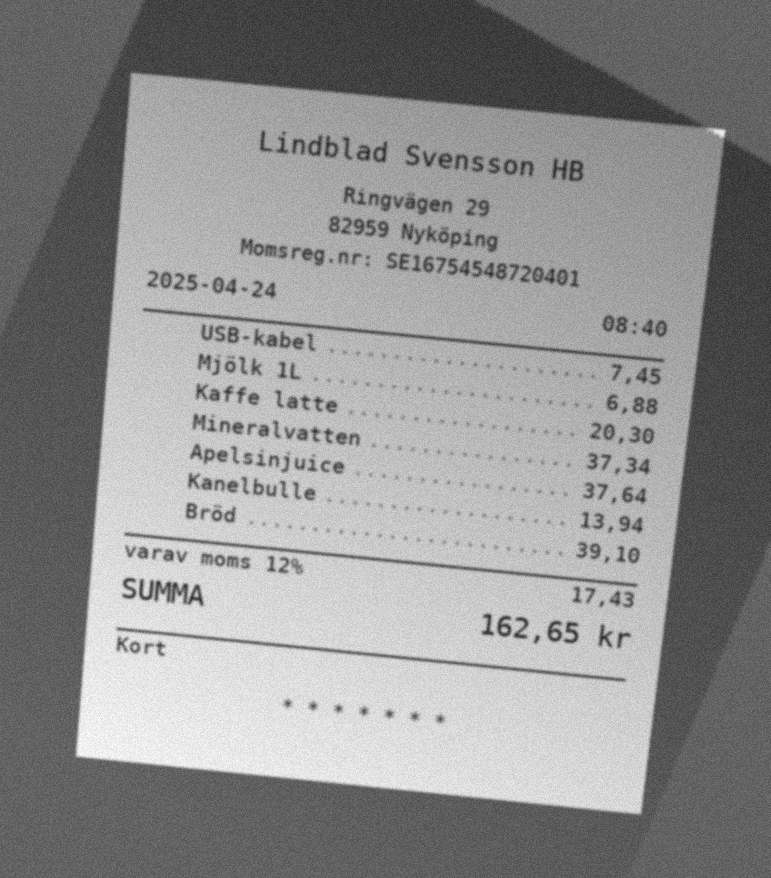 Lindblad Svensson HB
Ringvägen 29
82959 Nyköping
Momsreg.nr: SE16754548720401
2025-04-24 08:40
USB-kabel .................... 7,45
Mjölk 1L ...................... 6,88
Kaffe latte .................. 20,30
Mineralvatten ................ 37,34
Apelsinjuice ................. 37,64
Kanelbulle ................... 13,94
Bröd ......................... 39,10
varav moms 12% 17,43
SUMMA 162,65 kr
Kort
* * * * * * *